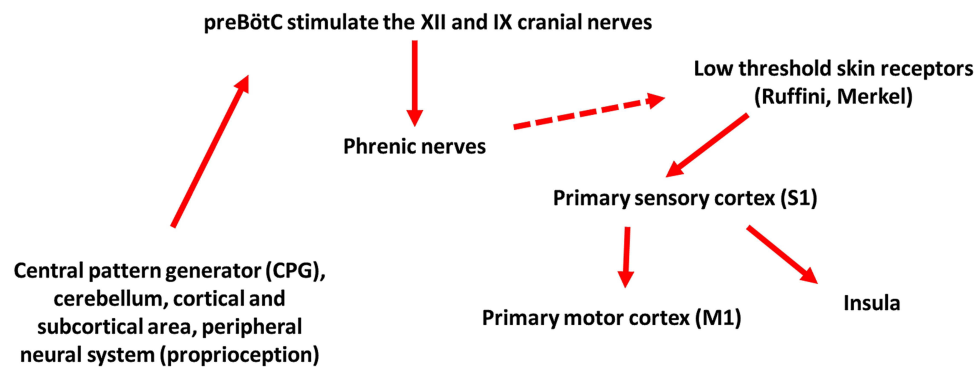 preBötC stimulate the XII and IX cranial nerves
Low threshold skin receptors
(Ruffini, Merkel)
Phrenic nerves
Primary sensory cortex (S1)
Central pattern generator (CPG),
cerebellum, cortical and
subcortical area, peripheral
neural system (proprioception)
Primary motor cortex (M1)
Insula